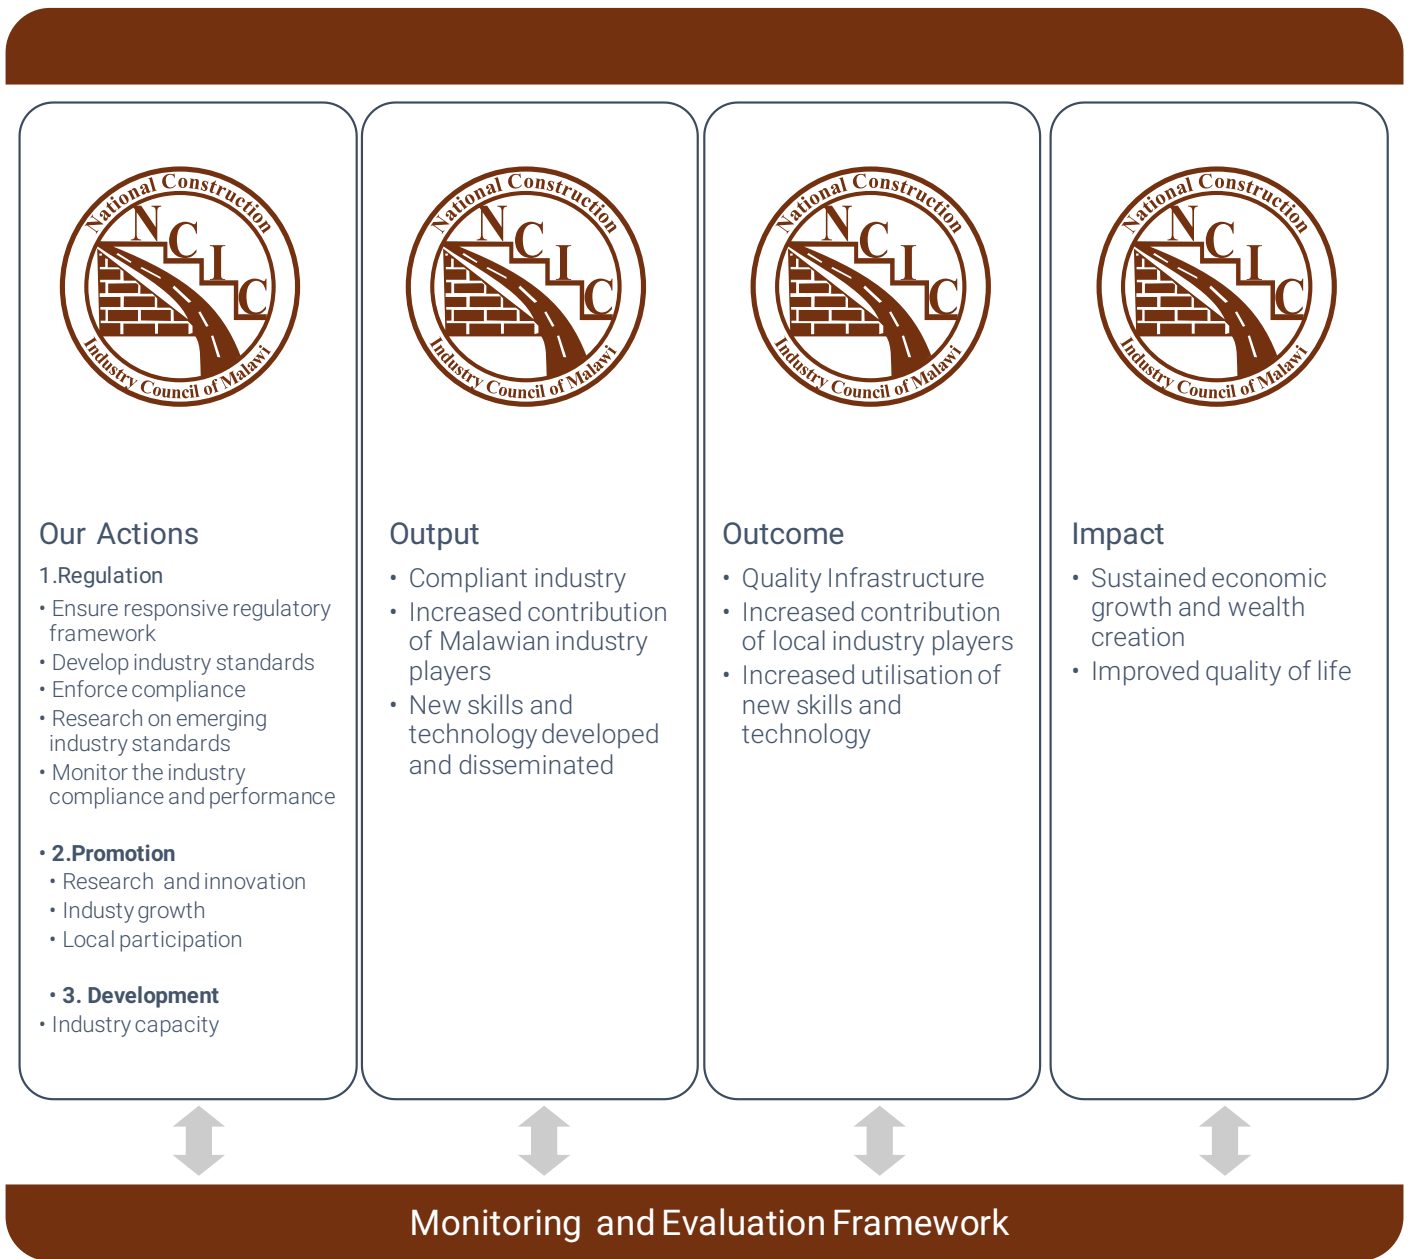 National Construction
N
C
I
C
Industry Council of Malawi
National Construction
N
C
I
C
Industry Council of Malawi
National Construction
N
C
I
C
Industry Council of Malawi
National Construction
N
C
I
C
Industry Council of Malawi
Our Actions
1.Regulation
• Ensure responsive regulatory
framework
• Develop industry standards
• Enforce compliance
• Research on emerging
industry standards
• Monitor the industry
compliance and performance
• 2.Promotion
• Research and innovation
• Industy growth
• Local participation
• 3. Development
• Industry capacity
Output
• Compliant industry
• Increased contribution
of Malawian industry
players
• New skills and
technology developed
and disseminated
Outcome
• Quality Infrastructure
• Increased contribution
of local industry players
• Increased utilisation of
new skills and
technology
Impact
• Sustained economic
growth and wealth
creation
• Improved quality of life
Monitoring and Evaluation Framework